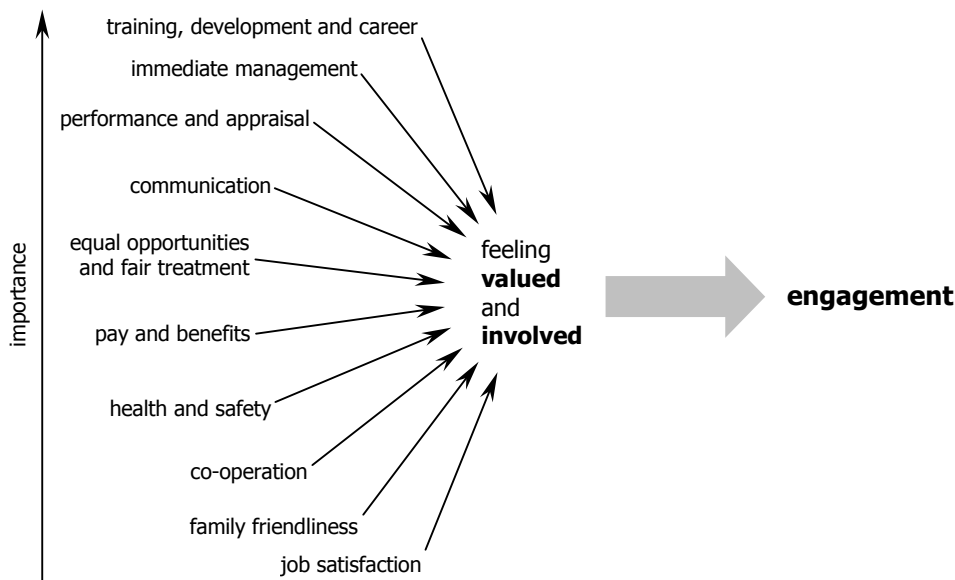 training, development and career
immediate management
performance and appraisal
communication
equal opportunities
and fair treatment
pay and benefits
health and safety
co-operation
family friendliness
job satisfaction
importance
feeling
valued
and
involved
engagement